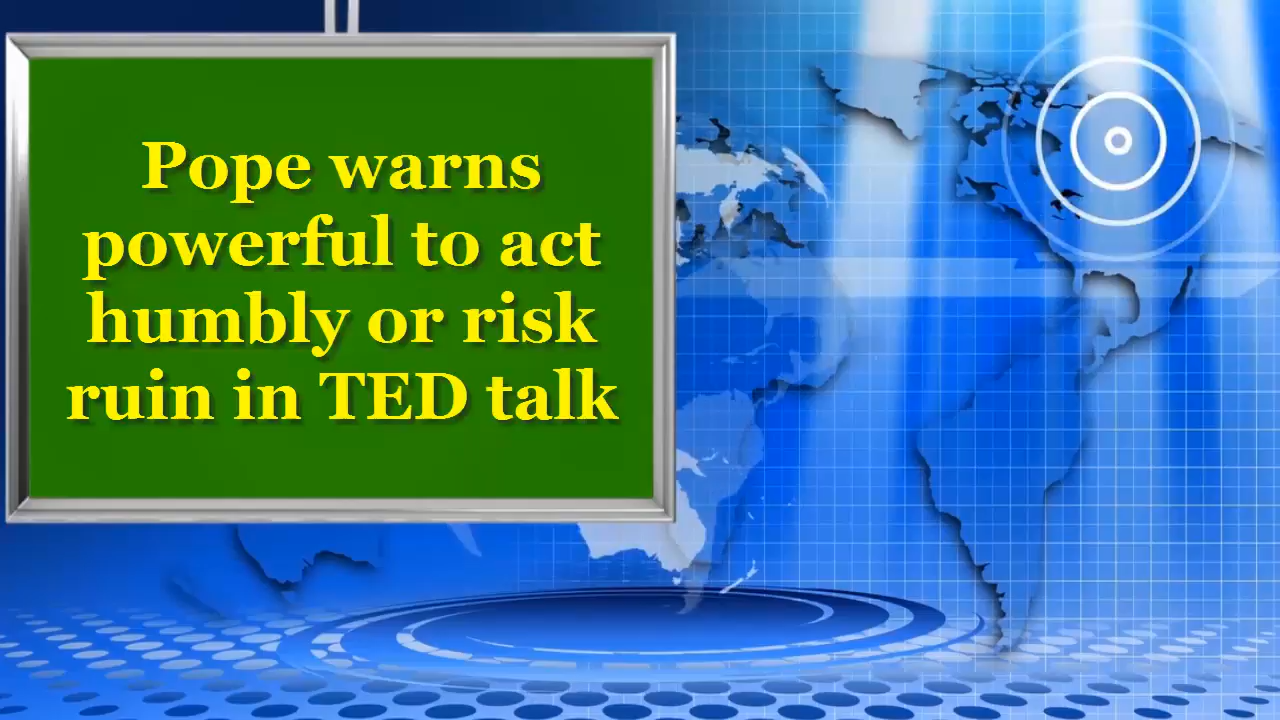 Pope warns
powerful to act
humbly or risk
ruin in TED talk